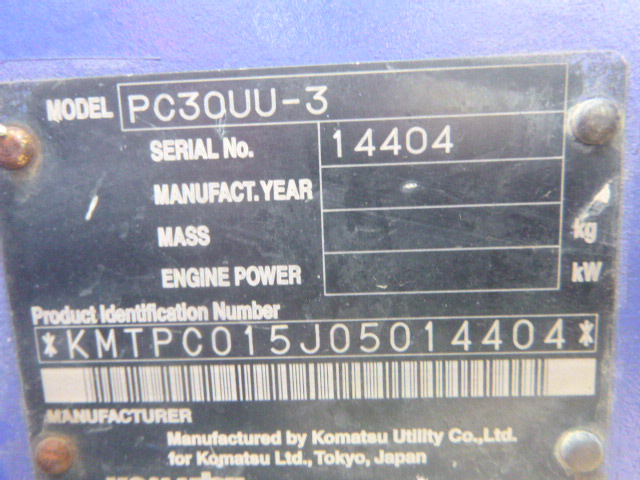 MODEL PC30UU-3
SERIAL No. 14404
MANUFACT. YEAR
MASS kg
ENGINE POWER kW
Product Identification Number
*KMTPC015J05014404*
MANUFACTURER
Manufactured by Komatsu Utility Co.,Ltd.
for Komatsu Ltd., Tokyo, Japan